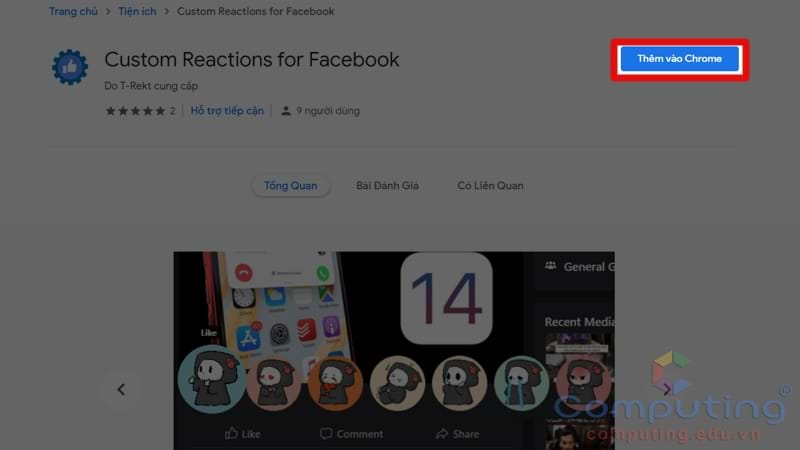 Trang chủ > Tiện ích > Custom Reactions for Facebook
Custom Reactions for Facebook
Thêm vào Chrome
Do T-Rekt cung cấp
★★★★★ 2 | Hỗ trợ tiếp cận | 9 người dùng
Tổng Quan Bài Đánh Giá Có Liên Quan
General G
14
Recent Media
Like
Like Comment Share
Computing®
computing.edu.vn